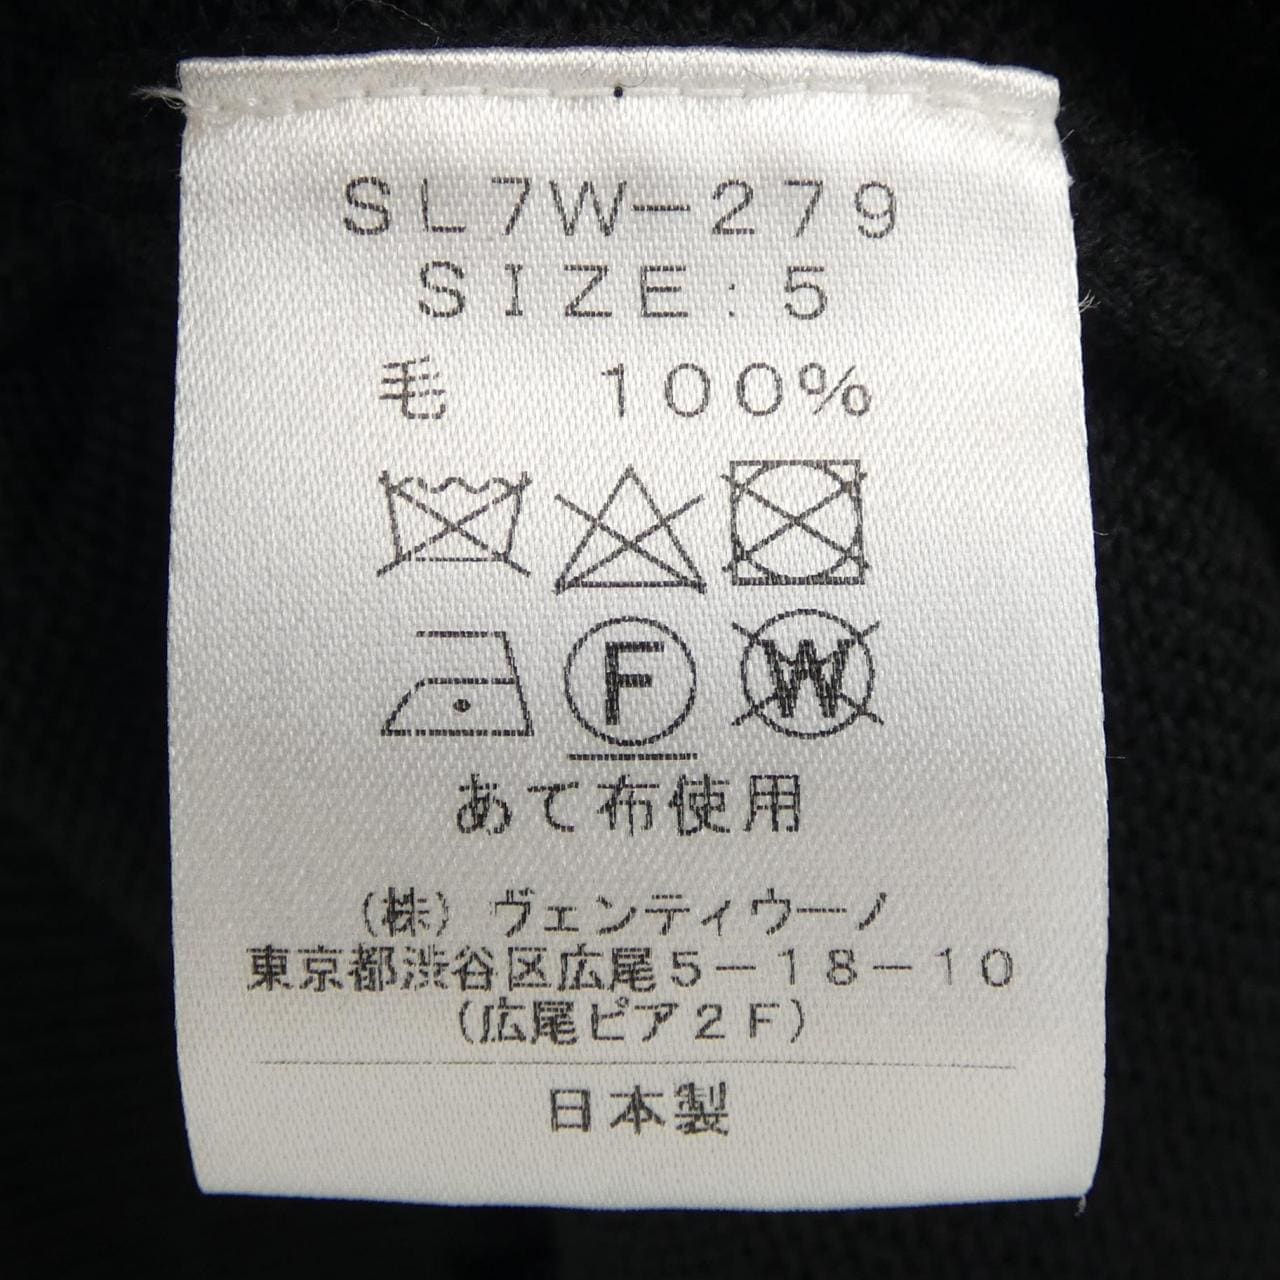 SL7W-279
SIZE:5
毛 100%
F W
あて布使用
(株)ヴェンティウーノ
東京都渋谷区広尾5-18-10
(広尾ピア2F)
日本製